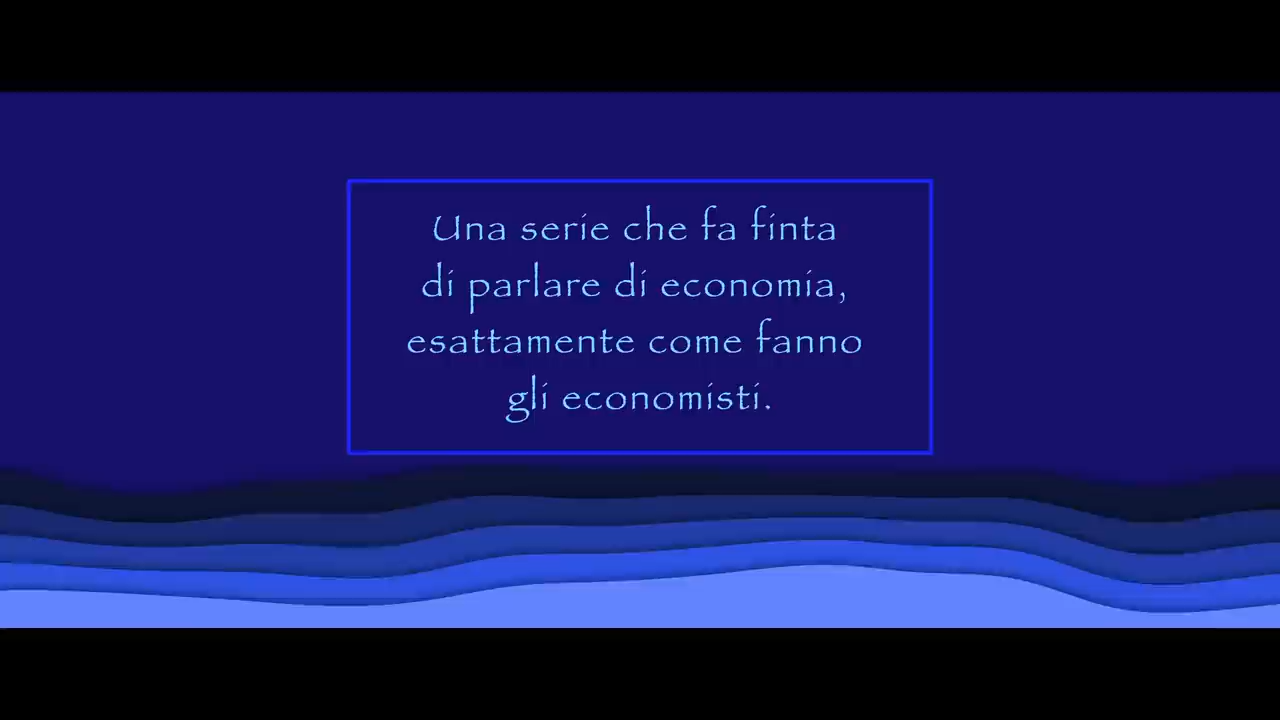 Una serie che fa finta
di parlare di economia,
esattamente come fanno
gli economisti.